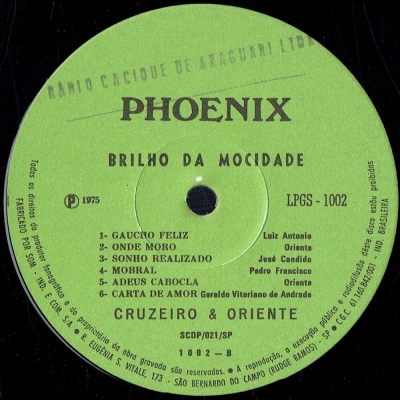 RÁDIO CACIQUE DE ARAGUARI LTDA
PHOENIX
BRILHO DA MOCIDADE
P 1975
LPGS - 1002
1- GAUCHO FELIZ Luiz Antonio
2- ONDE MORO Oriente
3- SONHO REALIZADO José Candido
4- MOBRAL Pedro Francisco
5- ADEUS CABOCLA Oriente
6- CARTA DE AMOR Geraldo Vitoriano de Andrada
CRUZEIRO & ORIENTE
SCDP/021/SP
1002-B
Todos os direitos do produtor fonográfico e do proprietário da obra gravada são reservados. • A reprodução, a execução pública e radiodifusão deste disco estão proibidas
FABRICADO POR SOM - IND. E COM. S/A • R. EUGÊNIA S. VITALE, 173 - SÃO BERNARDO DO CAMPO (RUDGE RAMOS) - SP • C.G.C. 61.160.842/001 - IND. BRASILEIRA